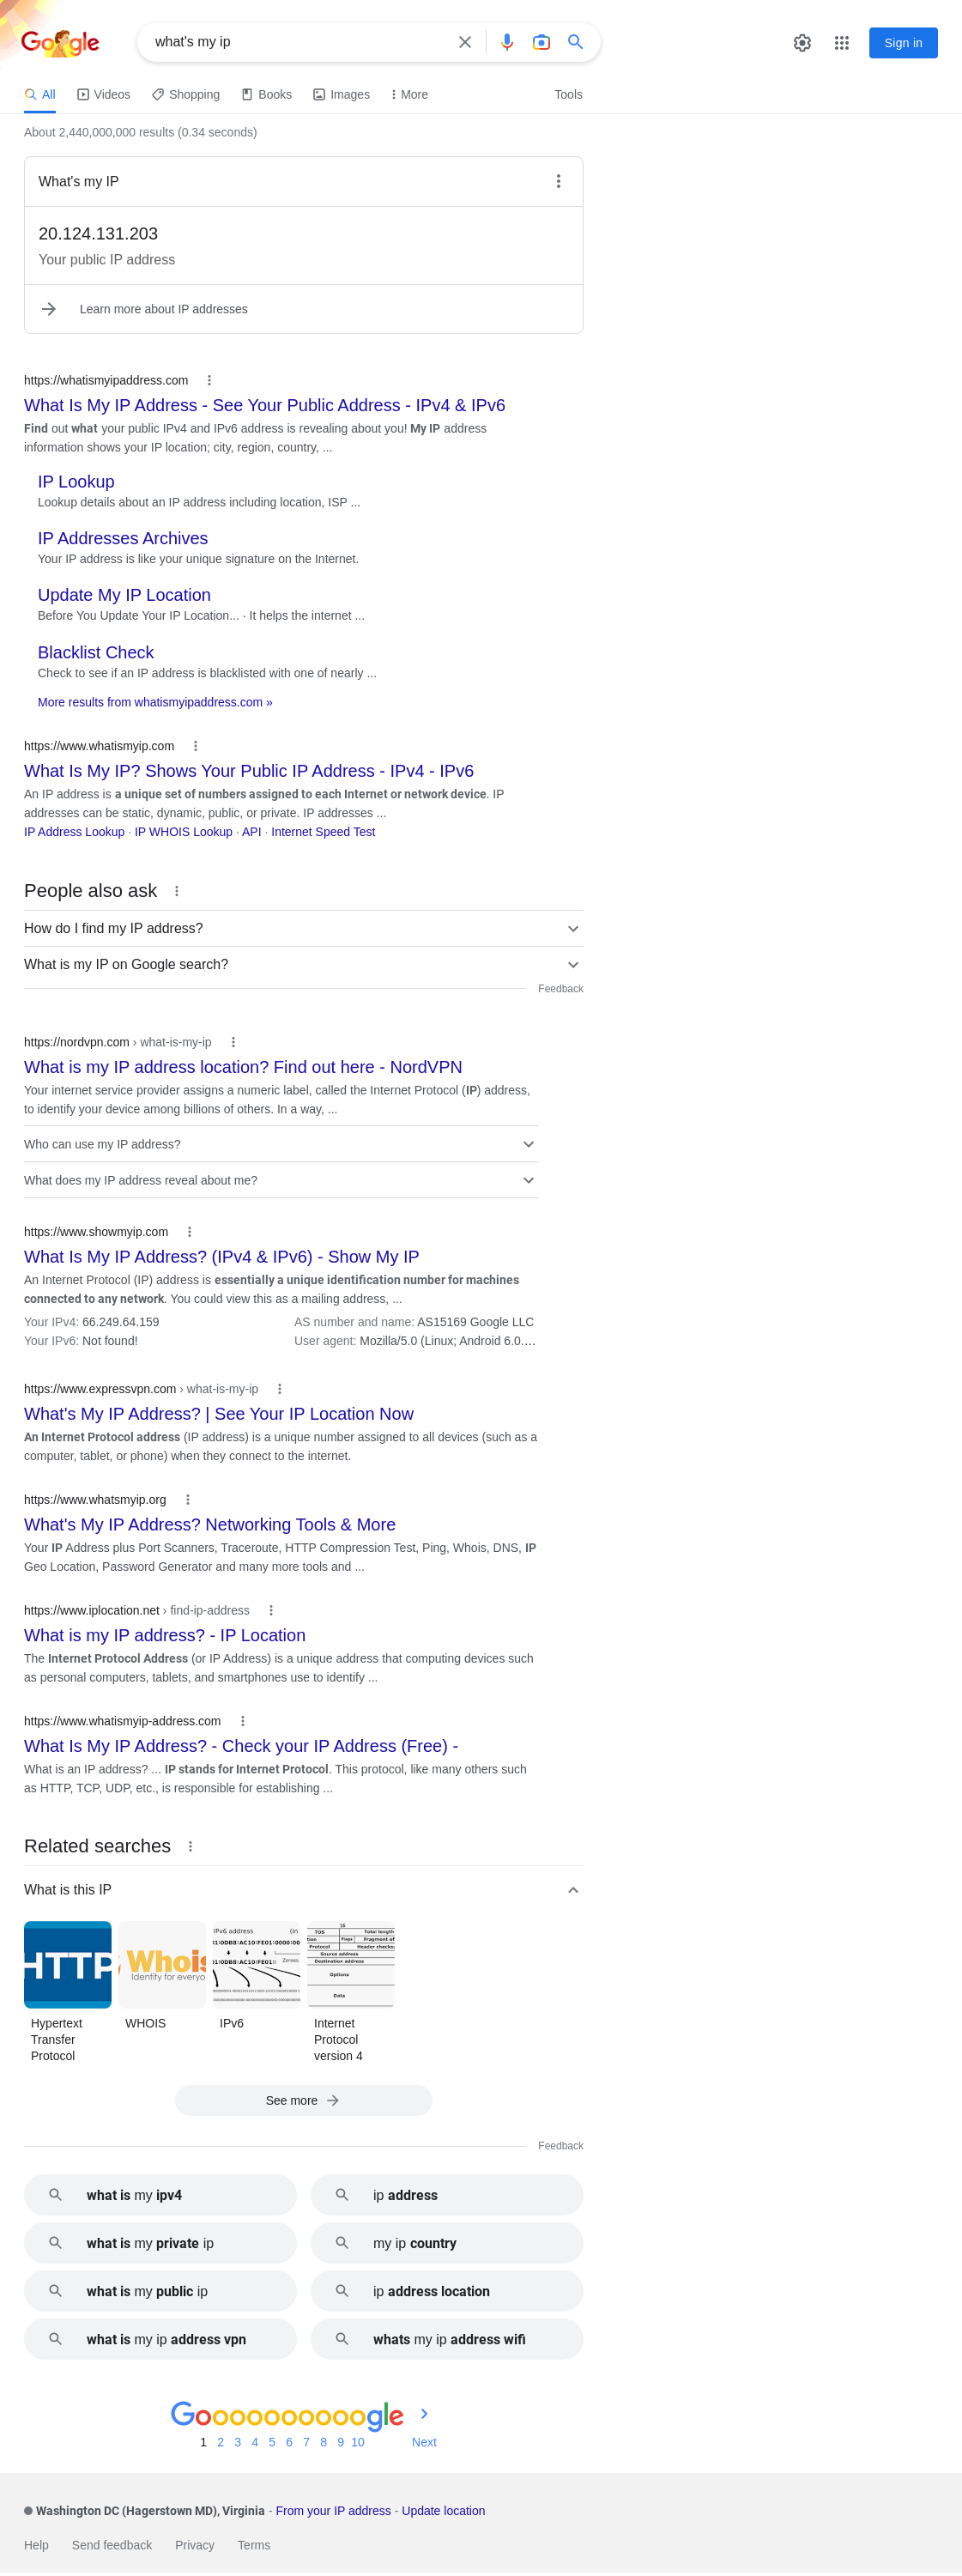 Google
what's my ip
Sign in
All Videos Shopping Books Images More Tools
About 2,440,000,000 results (0.34 seconds)
What's my IP
20.124.131.203
Your public IP address
Learn more about IP addresses
https://whatismyipaddress.com
What Is My IP Address - See Your Public Address - IPv4 & IPv6
Find out what your public IPv4 and IPv6 address is revealing about you! My IP address
information shows your IP location; city, region, country, ...
IP Lookup
Lookup details about an IP address including location, ISP ...
IP Addresses Archives
Your IP address is like your unique signature on the Internet.
Update My IP Location
Before You Update Your IP Location... · It helps the internet ...
Blacklist Check
Check to see if an IP address is blacklisted with one of nearly ...
More results from whatismyipaddress.com »
https://www.whatismyip.com
What Is My IP? Shows Your Public IP Address - IPv4 - IPv6
An IP address is a unique set of numbers assigned to each Internet or network device. IP
addresses can be static, dynamic, public, or private. IP addresses ...
IP Address Lookup · IP WHOIS Lookup · API · Internet Speed Test
People also ask
How do I find my IP address?
What is my IP on Google search?
Feedback
https://nordvpn.com › what-is-my-ip
What is my IP address location? Find out here - NordVPN
Your internet service provider assigns a numeric label, called the Internet Protocol (IP) address,
to identify your device among billions of others. In a way, ...
Who can use my IP address?
What does my IP address reveal about me?
https://www.showmyip.com
What Is My IP Address? (IPv4 & IPv6) - Show My IP
An Internet Protocol (IP) address is essentially a unique identification number for machines
connected to any network. You could view this as a mailing address, ...
Your IPv4: 66.249.64.159 AS number and name: AS15169 Google LLC
Your IPv6: Not found! User agent: Mozilla/5.0 (Linux; Android 6.0....
https://www.expressvpn.com › what-is-my-ip
What's My IP Address? | See Your IP Location Now
An Internet Protocol address (IP address) is a unique number assigned to all devices (such as a
computer, tablet, or phone) when they connect to the internet.
https://www.whatsmyip.org
What's My IP Address? Networking Tools & More
Your IP Address plus Port Scanners, Traceroute, HTTP Compression Test, Ping, Whois, DNS, IP
Geo Location, Password Generator and many more tools and ...
https://www.iplocation.net › find-ip-address
What is my IP address? - IP Location
The Internet Protocol Address (or IP Address) is a unique address that computing devices such
as personal computers, tablets, and smartphones use to identify ...
https://www.whatismyip-address.com
What Is My IP Address? - Check your IP Address (Free) -
What is an IP address? ... IP stands for Internet Protocol. This protocol, like many others such
as HTTP, TCP, UDP, etc., is responsible for establishing ...
Related searches
What is this IP
HTTP
Whois
Identity for everyo
IPv6 address (in
Zeroes
16
TOS Total length
Flags Fragment of
Protocol Header checks
Source address
Destination address
Options
Data
Hypertext
Transfer
Protocol
WHOIS
IPv6
Internet
Protocol
version 4
See more
Feedback
what is my ipv4
ip address
what is my private ip
my ip country
what is my public ip
ip address location
what is my ip address vpn
whats my ip address wifi
Goooooooooogle
1 2 3 4 5 6 7 8 9 10 Next
Washington DC (Hagerstown MD), Virginia - From your IP address - Update location
Help Send feedback Privacy Terms